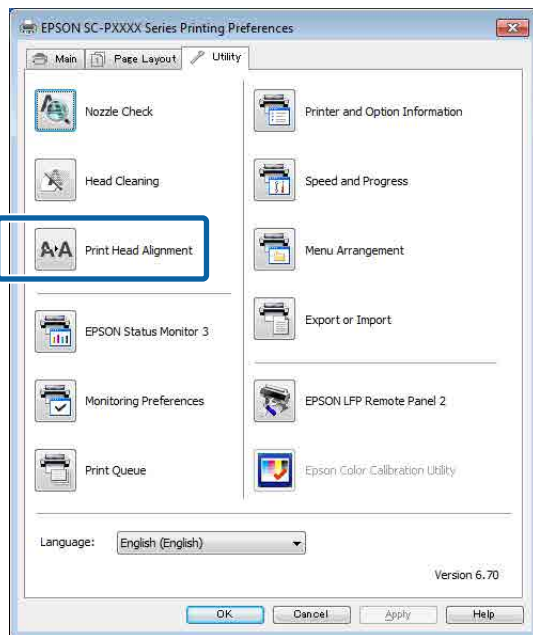 EPSON SC-PXXXX Series Printing Preferences
Main
Page Layout
Utility
Nozzle Check
Printer and Option Information
Head Cleaning
Speed and Progress
A A Print Head Alignment
Menu Arrangement
Export or Import
EPSON Status Monitor 3
Monitoring Preferences
EPSON LFP Remote Panel 2
Print Queue
Epson Color Calibration Utility
Language: English (English)
Version 6.70
OK Cancel Apply Help